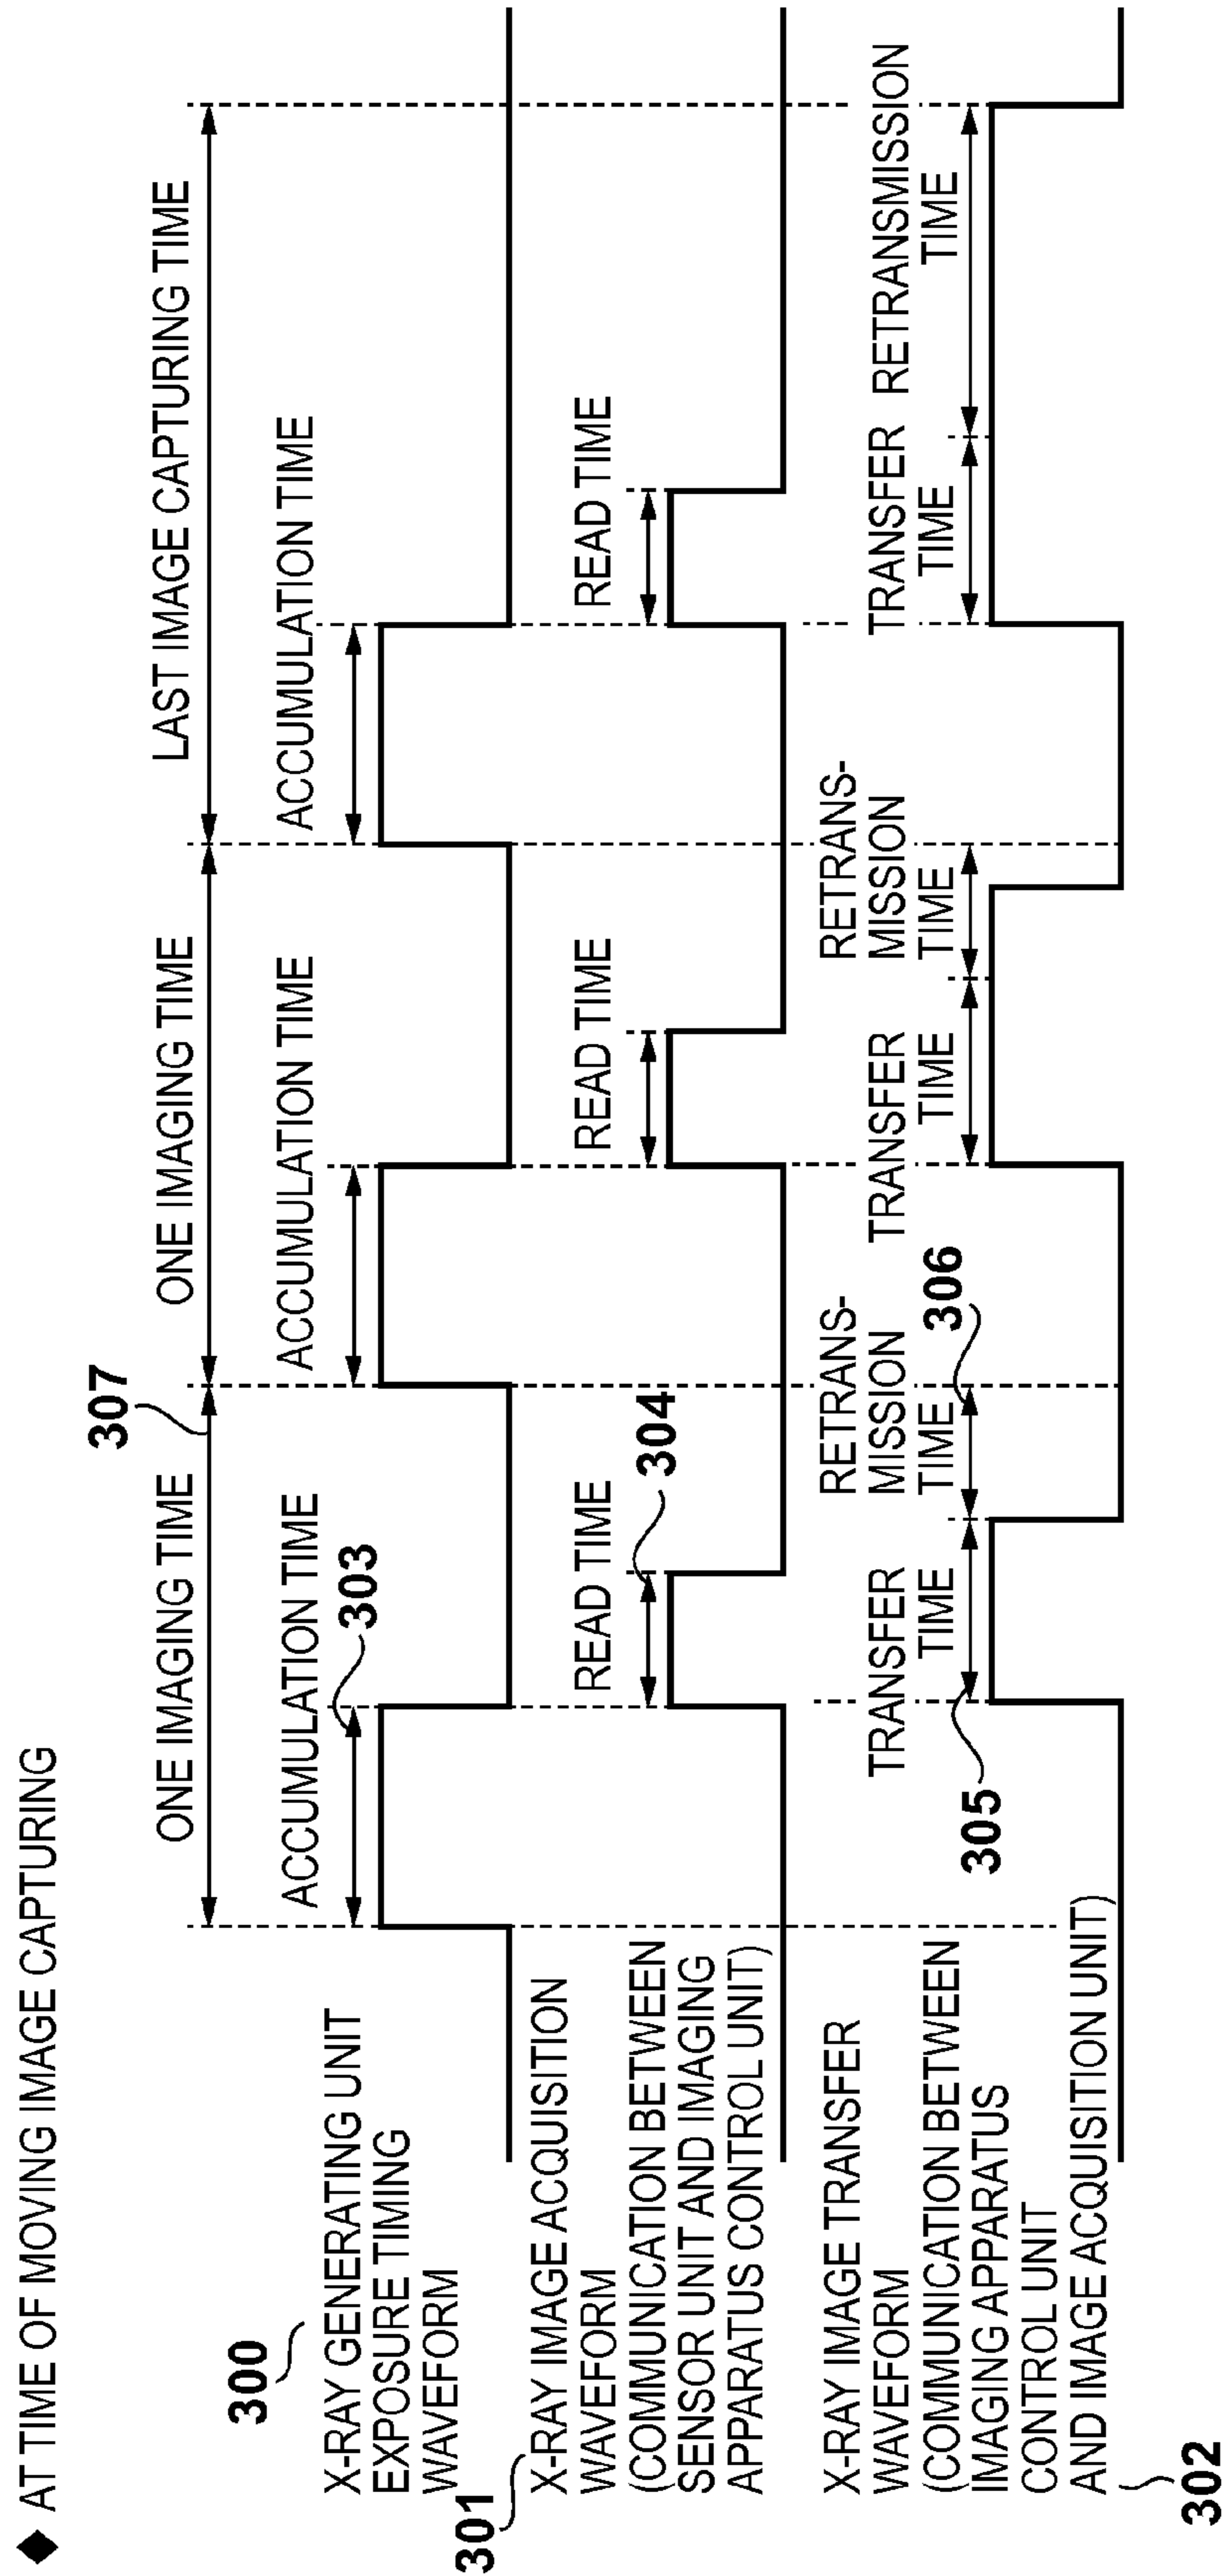 ◆ AT TIME OF MOVING IMAGE CAPTURING
307
ONE IMAGING TIME
ONE IMAGING TIME
LAST IMAGE CAPTURING TIME
300
X-RAY GENERATING UNIT
EXPOSURE TIMING
WAVEFORM
ACCUMULATION TIME
303
ACCUMULATION TIME
ACCUMULATION TIME
301
X-RAY IMAGE ACQUISITION
WAVEFORM
(COMMUNICATION BETWEEN
SENSOR UNIT AND IMAGING
APPARATUS CONTROL UNIT)
READ TIME
304
READ TIME
READ TIME
X-RAY IMAGE TRANSFER
WAVEFORM
(COMMUNICATION BETWEEN
IMAGING APPARATUS
CONTROL UNIT
AND IMAGE ACQUISITION UNIT)
302
TRANSFER
TIME
305
RETRANS-
MISSION
TIME
306
TRANSFER
TIME
RETRANS-
MISSION
TIME
TRANSFER
TIME
RETRANSMISSION
TIME